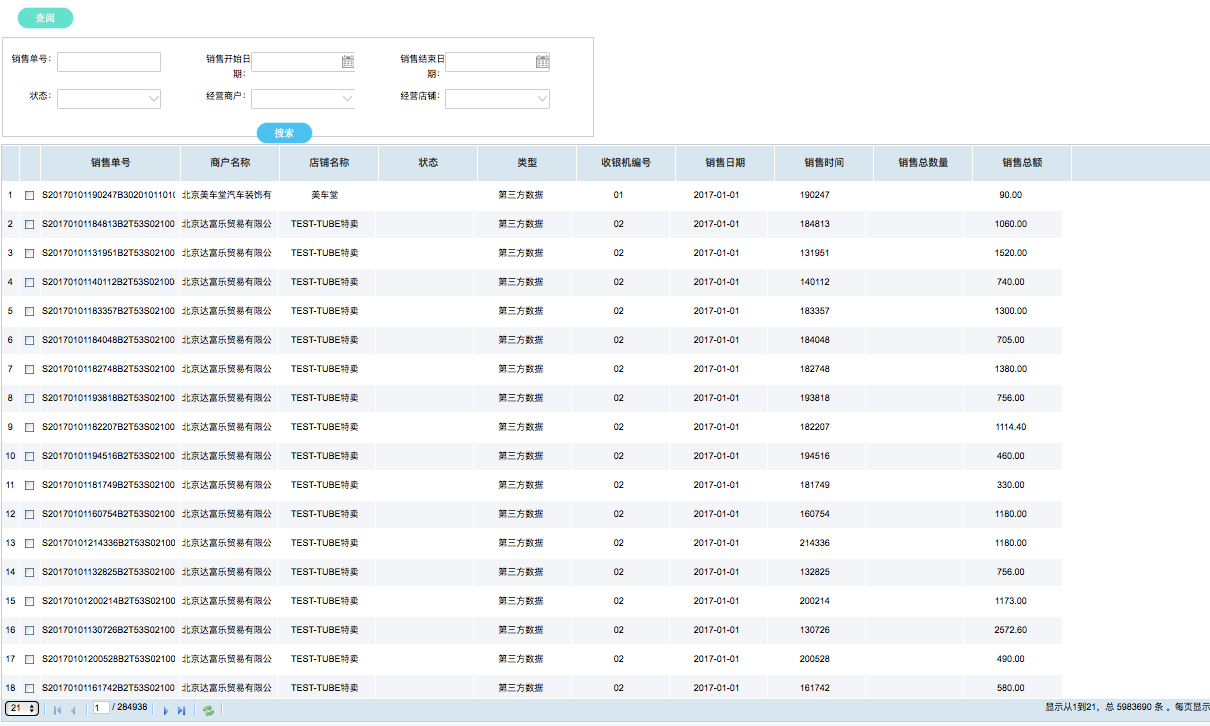 查阅
销售单号： 销售开始日期： 销售结束日期：
状态： 经营商户： 经营店铺：
搜索
销售单号 商户名称 店铺名称 状态 类型 收银机编号 销售日期 销售时间 销售总数量 销售总额
1 S20170101190247B30201011010 北京美车堂汽车装饰有 美车堂 第三方数据 01 2017-01-01 190247 90.00
2 S20170101184813B2T53S02100 北京达富乐贸易有限公 TEST-TUBE特卖 第三方数据 02 2017-01-01 184813 1060.00
3 S20170101131951B2T53S02100 北京达富乐贸易有限公 TEST-TUBE特卖 第三方数据 02 2017-01-01 131951 1520.00
4 S20170101140112B2T53S02100 北京达富乐贸易有限公 TEST-TUBE特卖 第三方数据 02 2017-01-01 140112 740.00
5 S20170101183357B2T53S02100 北京达富乐贸易有限公 TEST-TUBE特卖 第三方数据 02 2017-01-01 183357 1300.00
6 S20170101184048B2T53S02100 北京达富乐贸易有限公 TEST-TUBE特卖 第三方数据 02 2017-01-01 184048 705.00
7 S20170101182748B2T53S02100 北京达富乐贸易有限公 TEST-TUBE特卖 第三方数据 02 2017-01-01 182748 1380.00
8 S20170101193818B2T53S02100 北京达富乐贸易有限公 TEST-TUBE特卖 第三方数据 02 2017-01-01 193818 756.00
9 S20170101182207B2T53S02100 北京达富乐贸易有限公 TEST-TUBE特卖 第三方数据 02 2017-01-01 182207 1114.40
10 S20170101194516B2T53S02100 北京达富乐贸易有限公 TEST-TUBE特卖 第三方数据 02 2017-01-01 194516 460.00
11 S20170101181749B2T53S02100 北京达富乐贸易有限公 TEST-TUBE特卖 第三方数据 02 2017-01-01 181749 330.00
12 S20170101160754B2T53S02100 北京达富乐贸易有限公 TEST-TUBE特卖 第三方数据 02 2017-01-01 160754 1180.00
13 S20170101214336B2T53S02100 北京达富乐贸易有限公 TEST-TUBE特卖 第三方数据 02 2017-01-01 214336 1180.00
14 S20170101132825B2T53S02100 北京达富乐贸易有限公 TEST-TUBE特卖 第三方数据 02 2017-01-01 132825 756.00
15 S20170101200214B2T53S02100 北京达富乐贸易有限公 TEST-TUBE特卖 第三方数据 02 2017-01-01 200214 1173.00
16 S20170101130726B2T53S02100 北京达富乐贸易有限公 TEST-TUBE特卖 第三方数据 02 2017-01-01 130726 2572.60
17 S20170101200528B2T53S02100 北京达富乐贸易有限公 TEST-TUBE特卖 第三方数据 02 2017-01-01 200528 490.00
18 S20170101161742B2T53S02100 北京达富乐贸易有限公 TEST-TUBE特卖 第三方数据 02 2017-01-01 161742 580.00
21 1 / 284938 显示从1到21，总 5983690 条 。每页显示